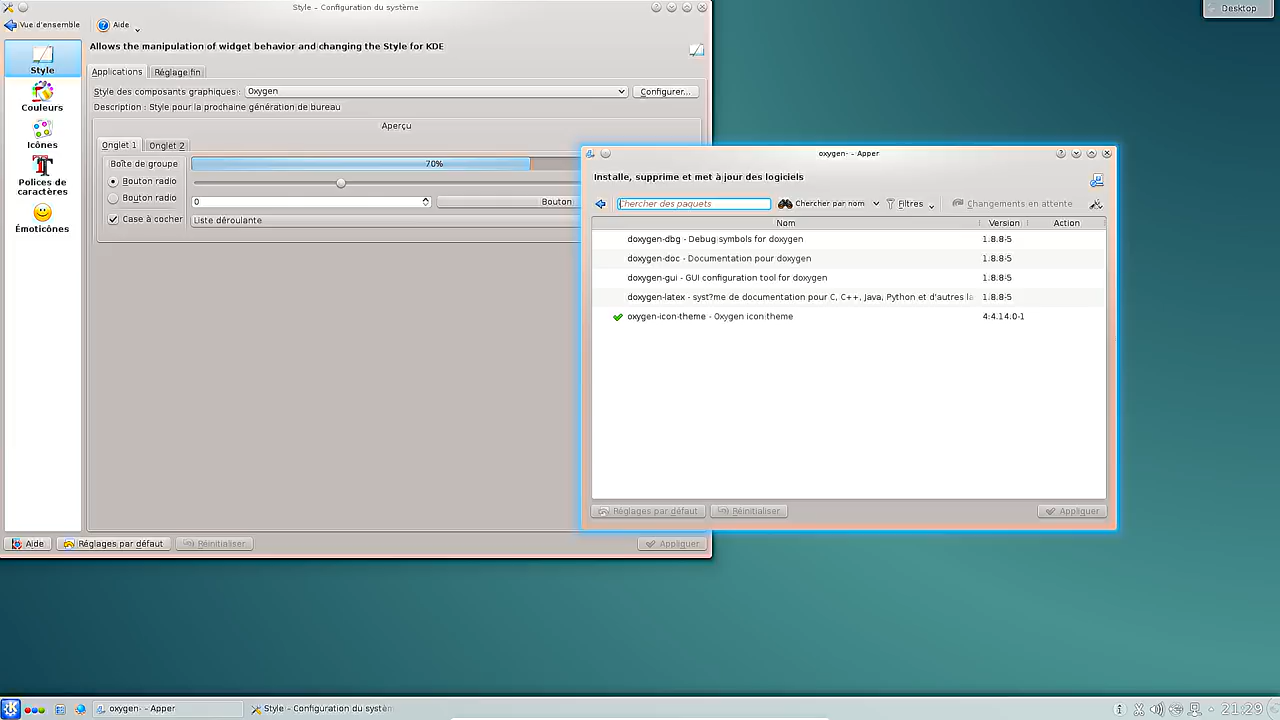 Style – Configuration du système
Desktop
Vue d'ensemble
Aide
Allows the manipulation of widget behavior and changing the Style for KDE
Style
Couleurs
Icônes
Polices de
caractères
Émoticônes
Applications
Réglage fin
Style des composants graphiques :
Oxygen
Configurer...
Description : Style pour la prochaine génération de bureau
Aperçu
Onglet 1
Onglet 2
Boîte de groupe
70%
Bouton radio
Bouton radio
0
Bouton
Case à cocher
Liste déroulante
Aide
Réglages par défaut
Réinitialiser
Appliquer
oxygen- – Apper
Installe, supprime et met à jour des logiciels
Chercher des paquets
Chercher par nom
Filtres
Changements en attente
Nom
Version
Action
doxygen-dbg - Debug symbols for doxygen
1.8.8-5
doxygen-doc - Documentation pour doxygen
1.8.8-5
doxygen-gui - GUI configuration tool for doxygen
1.8.8-5
doxygen-latex - syst?me de documentation pour C, C++, Java, Python et d'autres la
1.8.8-5
oxygen-icon-theme - Oxygen icon theme
4:4.14.0-1
Réglages par défaut
Réinitialiser
Appliquer
oxygen- – Apper
Style – Configuration du systèm
21:29